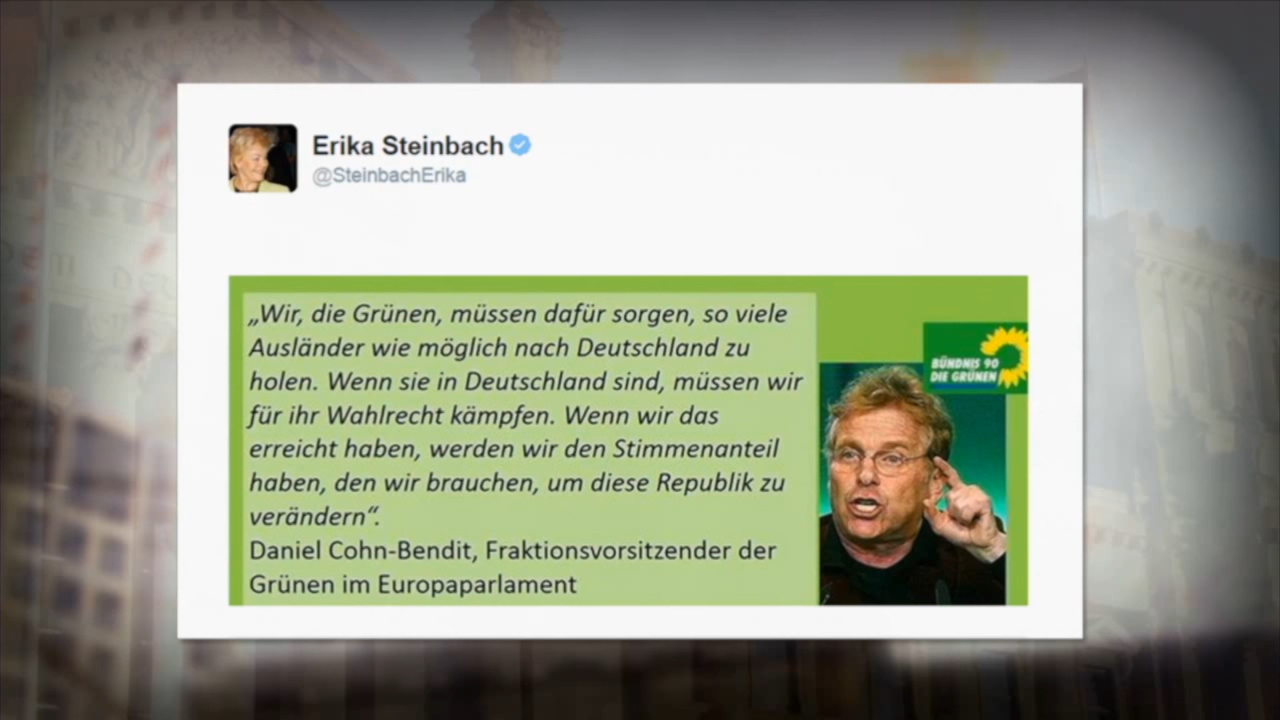 Erika Steinbach
@SteinbachErika
„Wir, die Grünen, müssen dafür sorgen, so viele
Ausländer wie möglich nach Deutschland zu
holen. Wenn sie in Deutschland sind, müssen wir
für ihr Wahlrecht kämpfen. Wenn wir das
erreicht haben, werden wir den Stimmenanteil
haben, den wir brauchen, um diese Republik zu
verändern“.
Daniel Cohn-Bendit, Fraktionsvorsitzender der
Grünen im Europaparlament
BÜNDNIS 90
DIE GRÜNEN